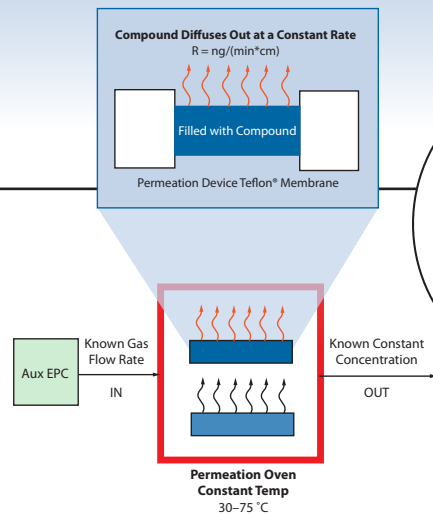 Compound Diffuses Out at a Constant Rate
R = ng/(min*cm)
Filled with Compound
Permeation Device Teflon® Membrane
Aux EPC
Known Gas
Flow Rate
IN
Known Constant
Concentration
OUT
Permeation Oven
Constant Temp
30–75 ˚C